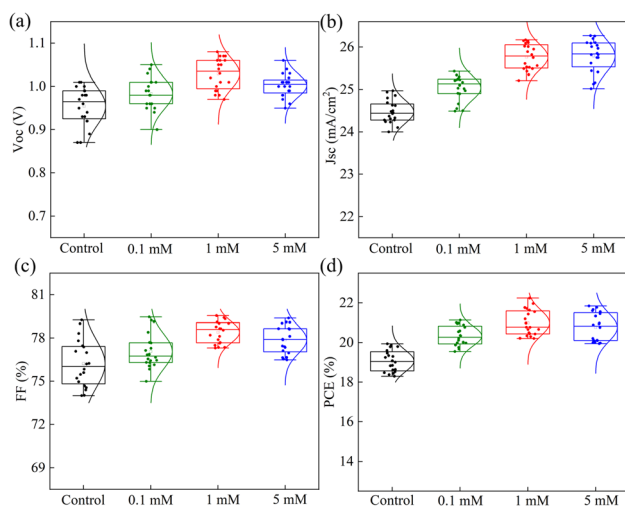 (a)
Voc (V)
1.1
1.0
0.9
0.8
0.7
Control 0.1 mM 1 mM 5 mM
(b)
Jsc (mA/cm²)
26
25
24
23
22
Control 0.1 mM 1 mM 5 mM
(c)
FF (%)
81
78
75
72
69
Control 0.1 mM 1 mM 5 mM
(d)
PCE (%)
22
20
18
16
14
12
Control 0.1 mM 1 mM 5 mM